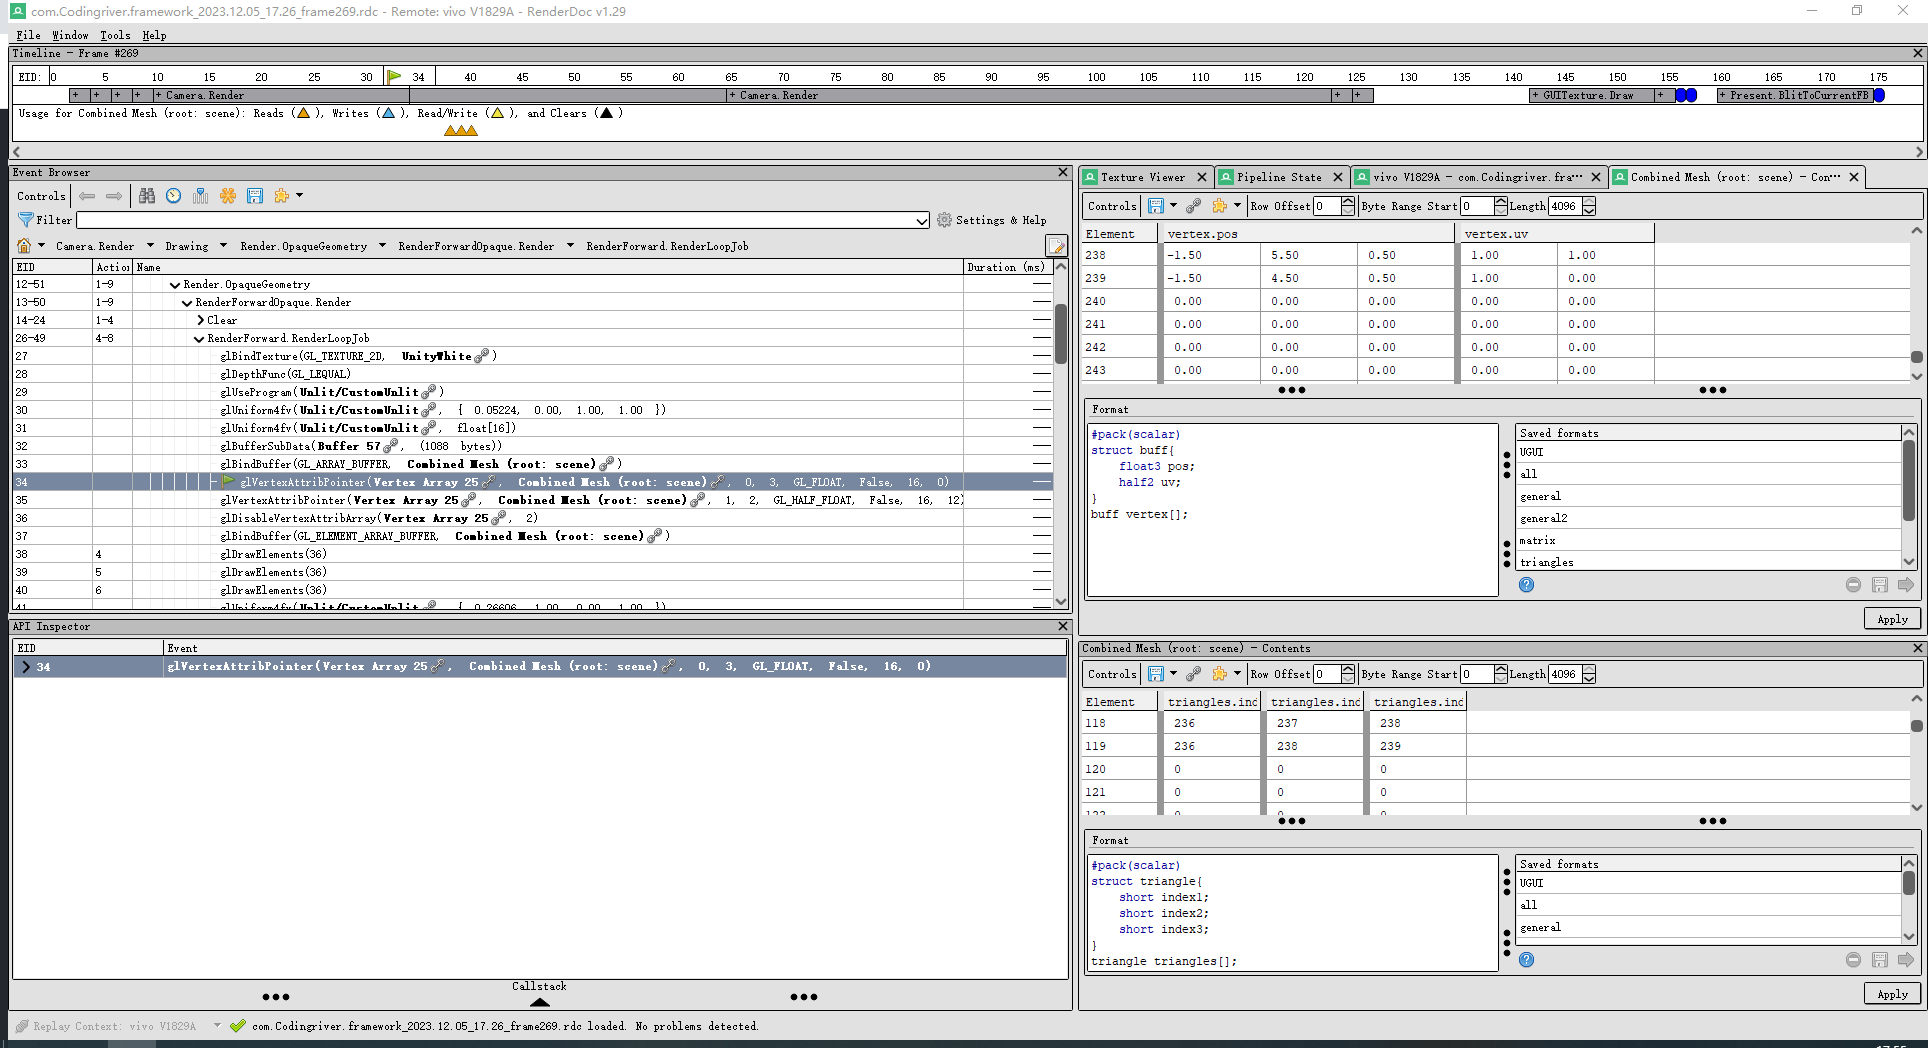 com.Codingriver.framework_2023.12.05_17.26_frame269.rdc - Remote: vivo V1829A - RenderDoc v1.29
File Window Tools Help
Timeline - Frame #269
EID: 0 5 10 15 20 25 30 34 40 45 50 55 60 65 70 75 80 85 90 95 100 105 110 115 120 125 130 135 140 145 150 155 160 165 170 175
+ + + + + Camera.Render + Camera.Render + + + GUITexture.Draw + + Present.BlitToCurrentFB
Usage for Combined Mesh (root: scene): Reads ( ), Writes ( ), Read/Write ( ), and Clears ( )
Event Browser
Controls
Filter Settings & Help
Camera.Render Drawing Render.OpaqueGeometry RenderForwardOpaque.Render RenderForward.RenderLoopJob
EID Action Name Duration (ms)
12-51 1-9 Render.OpaqueGeometry
13-50 1-9 RenderForwardOpaque.Render
14-24 1-4 Clear
26-49 4-8 RenderForward.RenderLoopJob
27 glBindTexture(GL_TEXTURE_2D, UnityWhite )
28 glDepthFunc(GL_LEQUAL)
29 glUseProgram(Unlit/CustomUnlit )
30 glUniform4fv(Unlit/CustomUnlit , { 0.05224, 0.00, 1.00, 1.00 })
31 glUniform4fv(Unlit/CustomUnlit , float[16])
32 glBufferSubData(Buffer 57 , (1088 bytes))
33 glBindBuffer(GL_ARRAY_BUFFER, Combined Mesh (root: scene) )
34 glVertexAttribPointer(Vertex Array 25 , Combined Mesh (root: scene) , 0, 3, GL_FLOAT, False, 16, 0)
35 glVertexAttribPointer(Vertex Array 25 , Combined Mesh (root: scene) , 1, 2, GL_HALF_FLOAT, False, 16, 12)
36 glDisableVertexAttribArray(Vertex Array 25 , 2)
37 glBindBuffer(GL_ELEMENT_ARRAY_BUFFER, Combined Mesh (root: scene) )
38 4 glDrawElements(36)
39 5 glDrawElements(36)
40 6 glDrawElements(36)
41 glUniform4fv(Unlit/CustomUnlit , { 0.26606, 1.00, 0.00, 1.00 })
API Inspector
EID Event
34 glVertexAttribPointer(Vertex Array 25 , Combined Mesh (root: scene) , 0, 3, GL_FLOAT, False, 16, 0)
Callstack
Replay Context: vivo V1829A com.Codingriver.framework_2023.12.05_17.26_frame269.rdc loaded. No problems detected.
Texture Viewer Pipeline State vivo V1829A - com.Codingriver.fra··· Combined Mesh (root: scene) - Con···
Controls Row Offset 0 Byte Range Start 0 Length 4096
Element vertex.pos vertex.uv
238 -1.50 5.50 0.50 1.00 1.00
239 -1.50 4.50 0.50 1.00 0.00
240 0.00 0.00 0.00 0.00 0.00
241 0.00 0.00 0.00 0.00 0.00
242 0.00 0.00 0.00 0.00 0.00
243 0.00 0.00 0.00 0.00 0.00
Format
#pack(scalar)
struct buff{
float3 pos;
half2 uv;
}
buff vertex[];
Saved formats
UGUI
all
general
general2
matrix
triangles
Apply
Combined Mesh (root: scene) - Contents
Controls Row Offset 0 Byte Range Start 0 Length 4096
Element triangles.ind triangles.ind triangles.ind
118 236 237 238
119 236 238 239
120 0 0 0
121 0 0 0
122 0 0 0
Format
#pack(scalar)
struct triangle{
short index1;
short index2;
short index3;
}
triangle triangles[];
Saved formats
UGUI
all
general
Apply